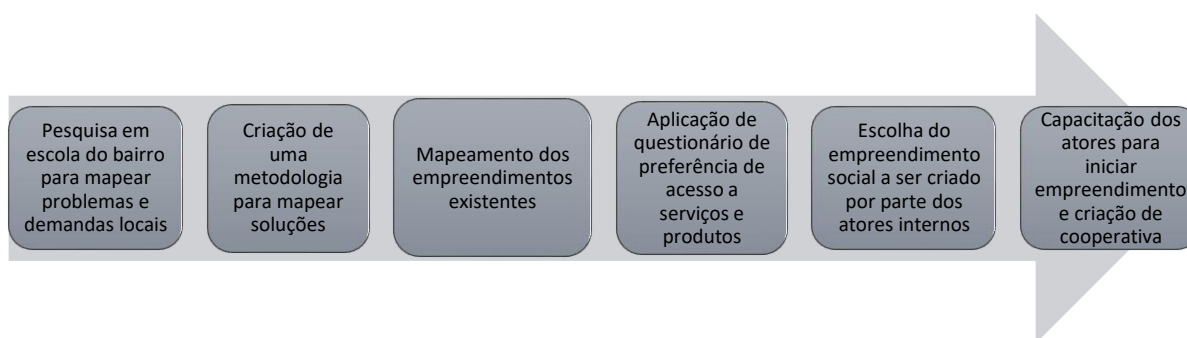 Pesquisa em
escola do bairro
para mapear
problemas e
demandas locais
Criação de
uma
metodologia
para mapear
soluções
Mapeamento dos
empreendimentos
existentes
Aplicação de
questionário de
preferência de
acesso a
serviços e
produtos
Escolha do
empreendimento
social a ser criado
por parte dos
atores internos
Capacitação dos
atores para
iniciar
empreendimento
e criação de
cooperativa